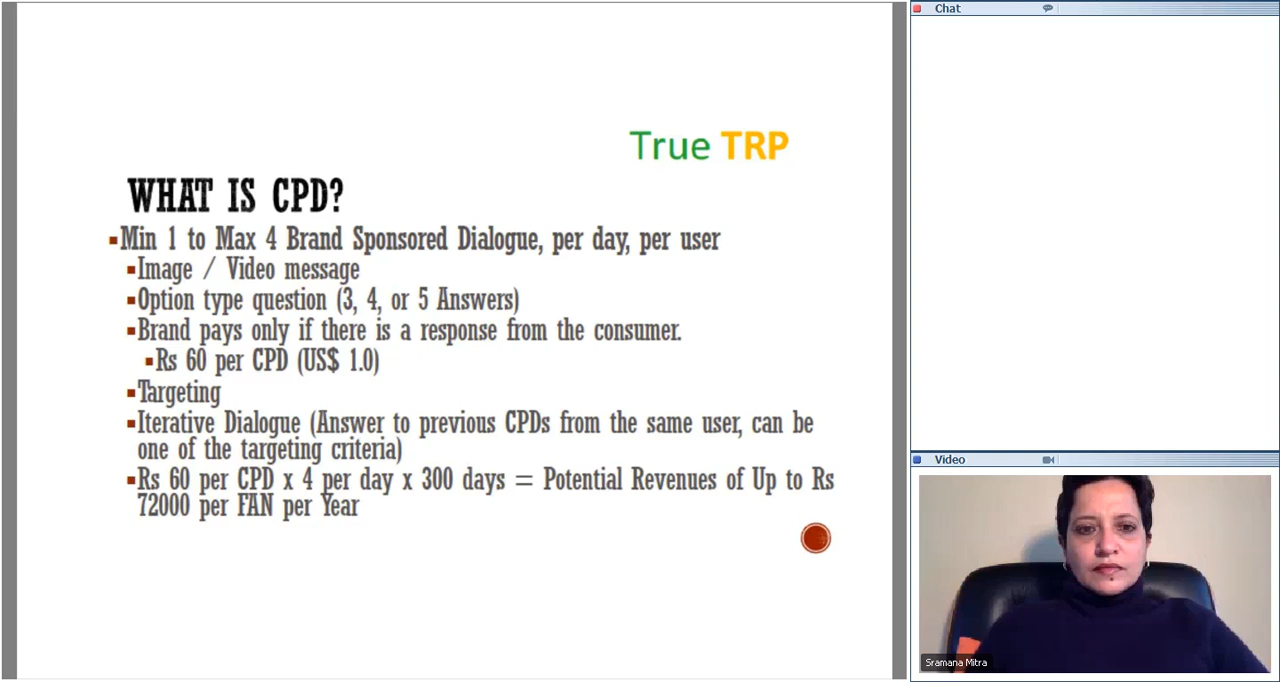 Chat
True TRP
WHAT IS CPD?
Min 1 to Max 4 Brand Sponsored Dialogue, per day, per user
Image / Video message
Option type question (3, 4, or 5 Answers)
Brand pays only if there is a response from the consumer.
Rs 60 per CPD (US$ 1.0)
Targeting
Iterative Dialogue (Answer to previous CPDs from the same user, can be
one of the targeting criteria)
Rs 60 per CPD x 4 per day x 300 days = Potential Revenues of Up to Rs
72000 per FAN per Year
Video
Sramana Mitra